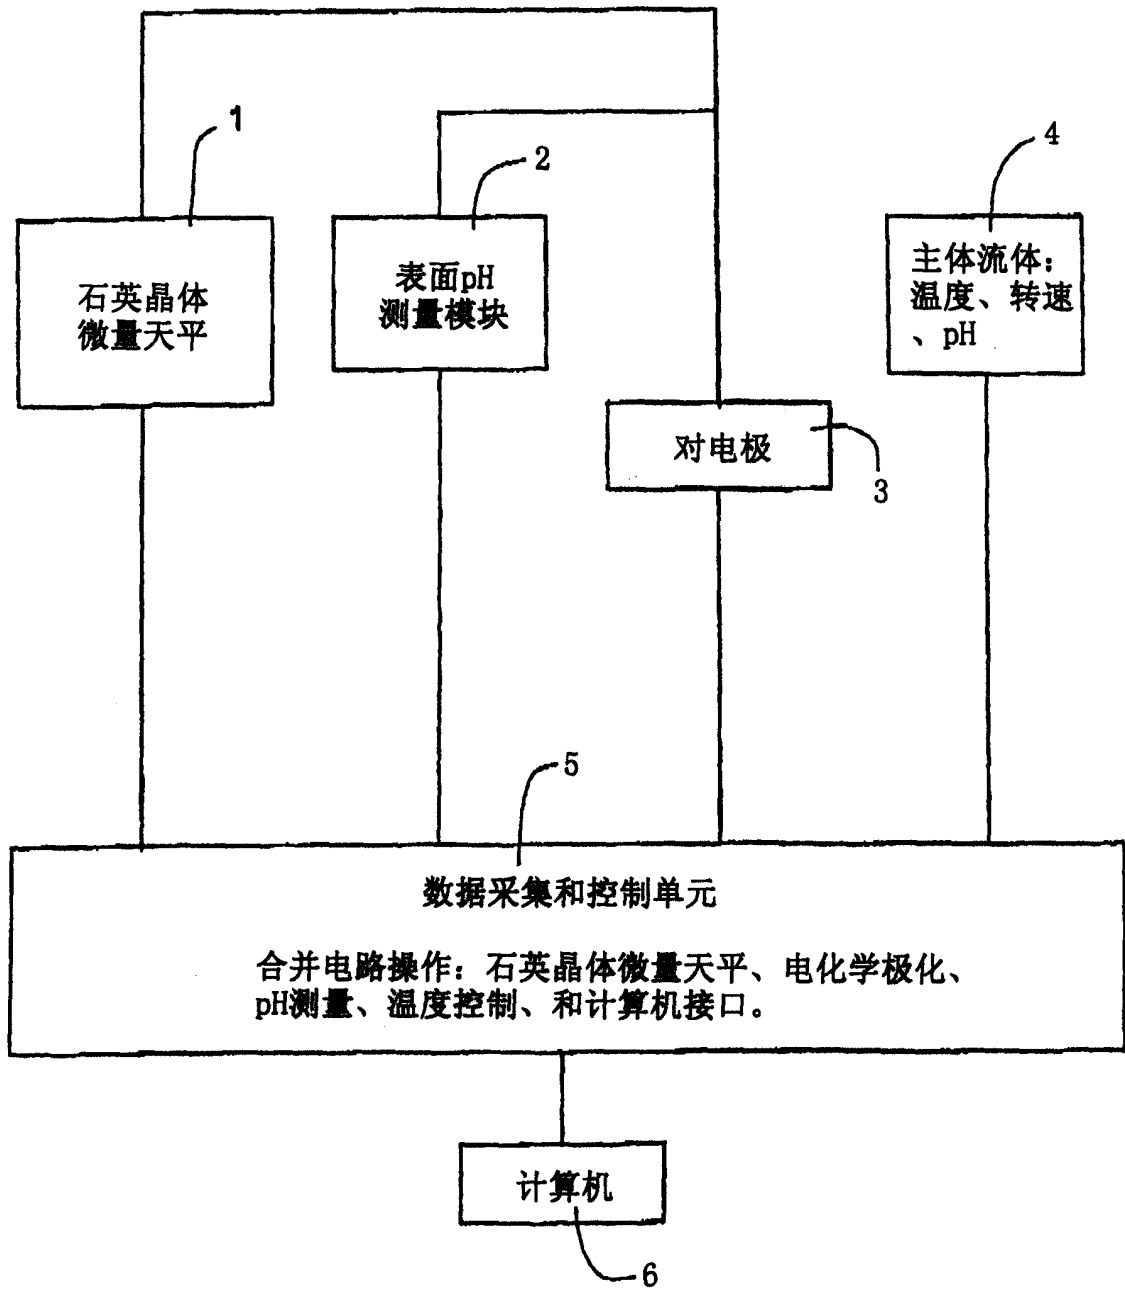 1
2
4
石英晶体
微量天平
表面pH
测量模块
主体流体：
温度、转速
、pH
对电极
3
5
数据采集和控制单元
合并电路操作：石英晶体微量天平、电化学极化、
pH测量、温度控制、和计算机接口。
计算机
6